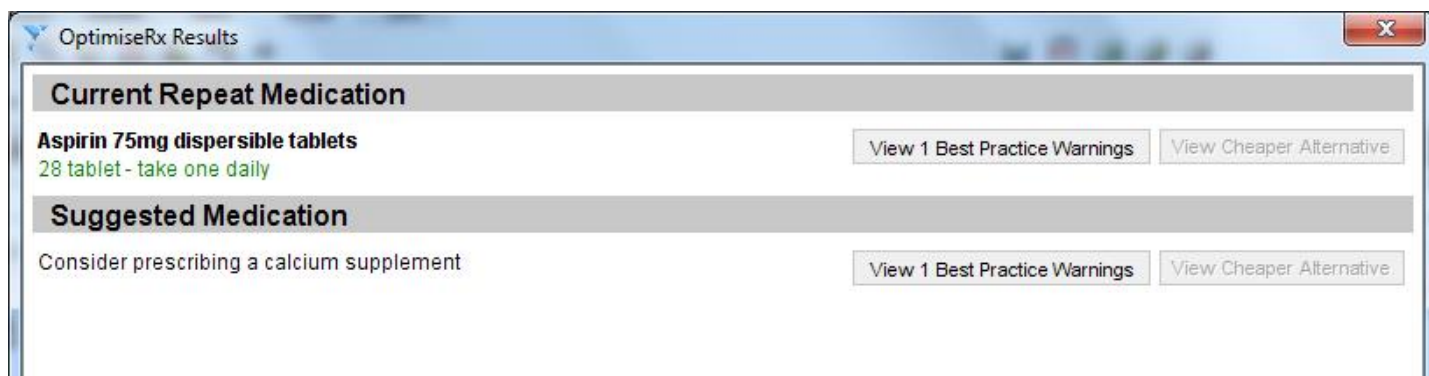 OptimiseRx Results
X
Current Repeat Medication
Aspirin 75mg dispersible tablets
View 1 Best Practice Warnings
View Cheaper Alternative
28 tablet - take one daily
Suggested Medication
Consider prescribing a calcium supplement
View 1 Best Practice Warnings
View Cheaper Alternative